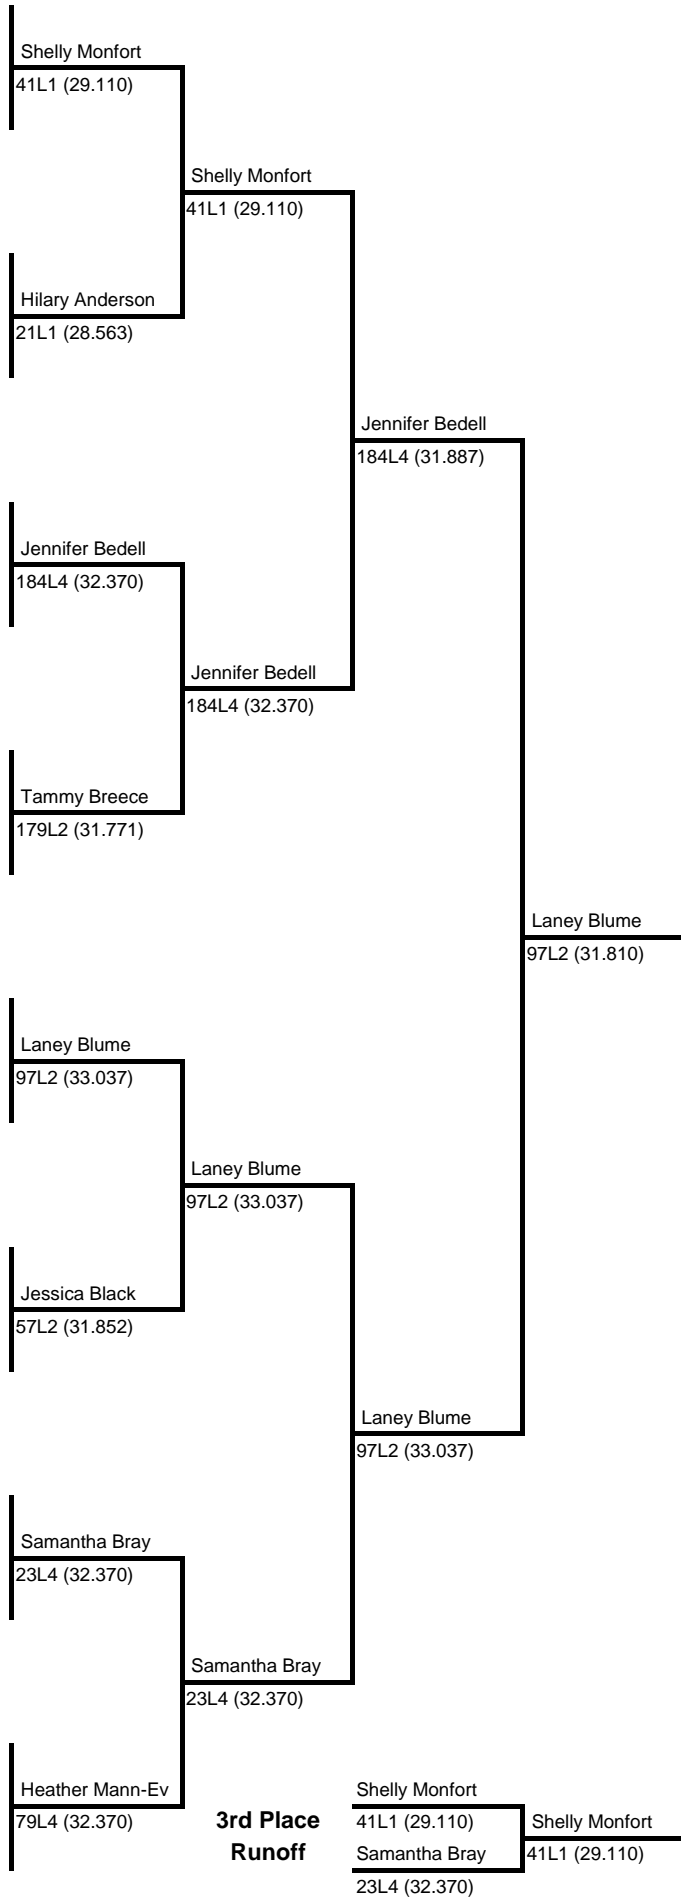 Shelly Monfort
41L1 (29.110)
Shelly Monfort
41L1 (29.110)
Hilary Anderson
21L1 (28.563)
Jennifer Bedell
184L4 (31.887)
Jennifer Bedell
184L4 (32.370)
Jennifer Bedell
184L4 (32.370)
Tammy Breece
179L2 (31.771)
Laney Blume
97L2 (31.810)
Laney Blume
97L2 (33.037)
Laney Blume
97L2 (33.037)
Jessica Black
57L2 (31.852)
Laney Blume
97L2 (33.037)
Samantha Bray
23L4 (32.370)
Samantha Bray
23L4 (32.370)
Heather Mann-Ev
79L4 (32.370)
3rd Place
Runoff
Shelly Monfort
41L1 (29.110)
Samantha Bray
23L4 (32.370)
Shelly Monfort
41L1 (29.110)